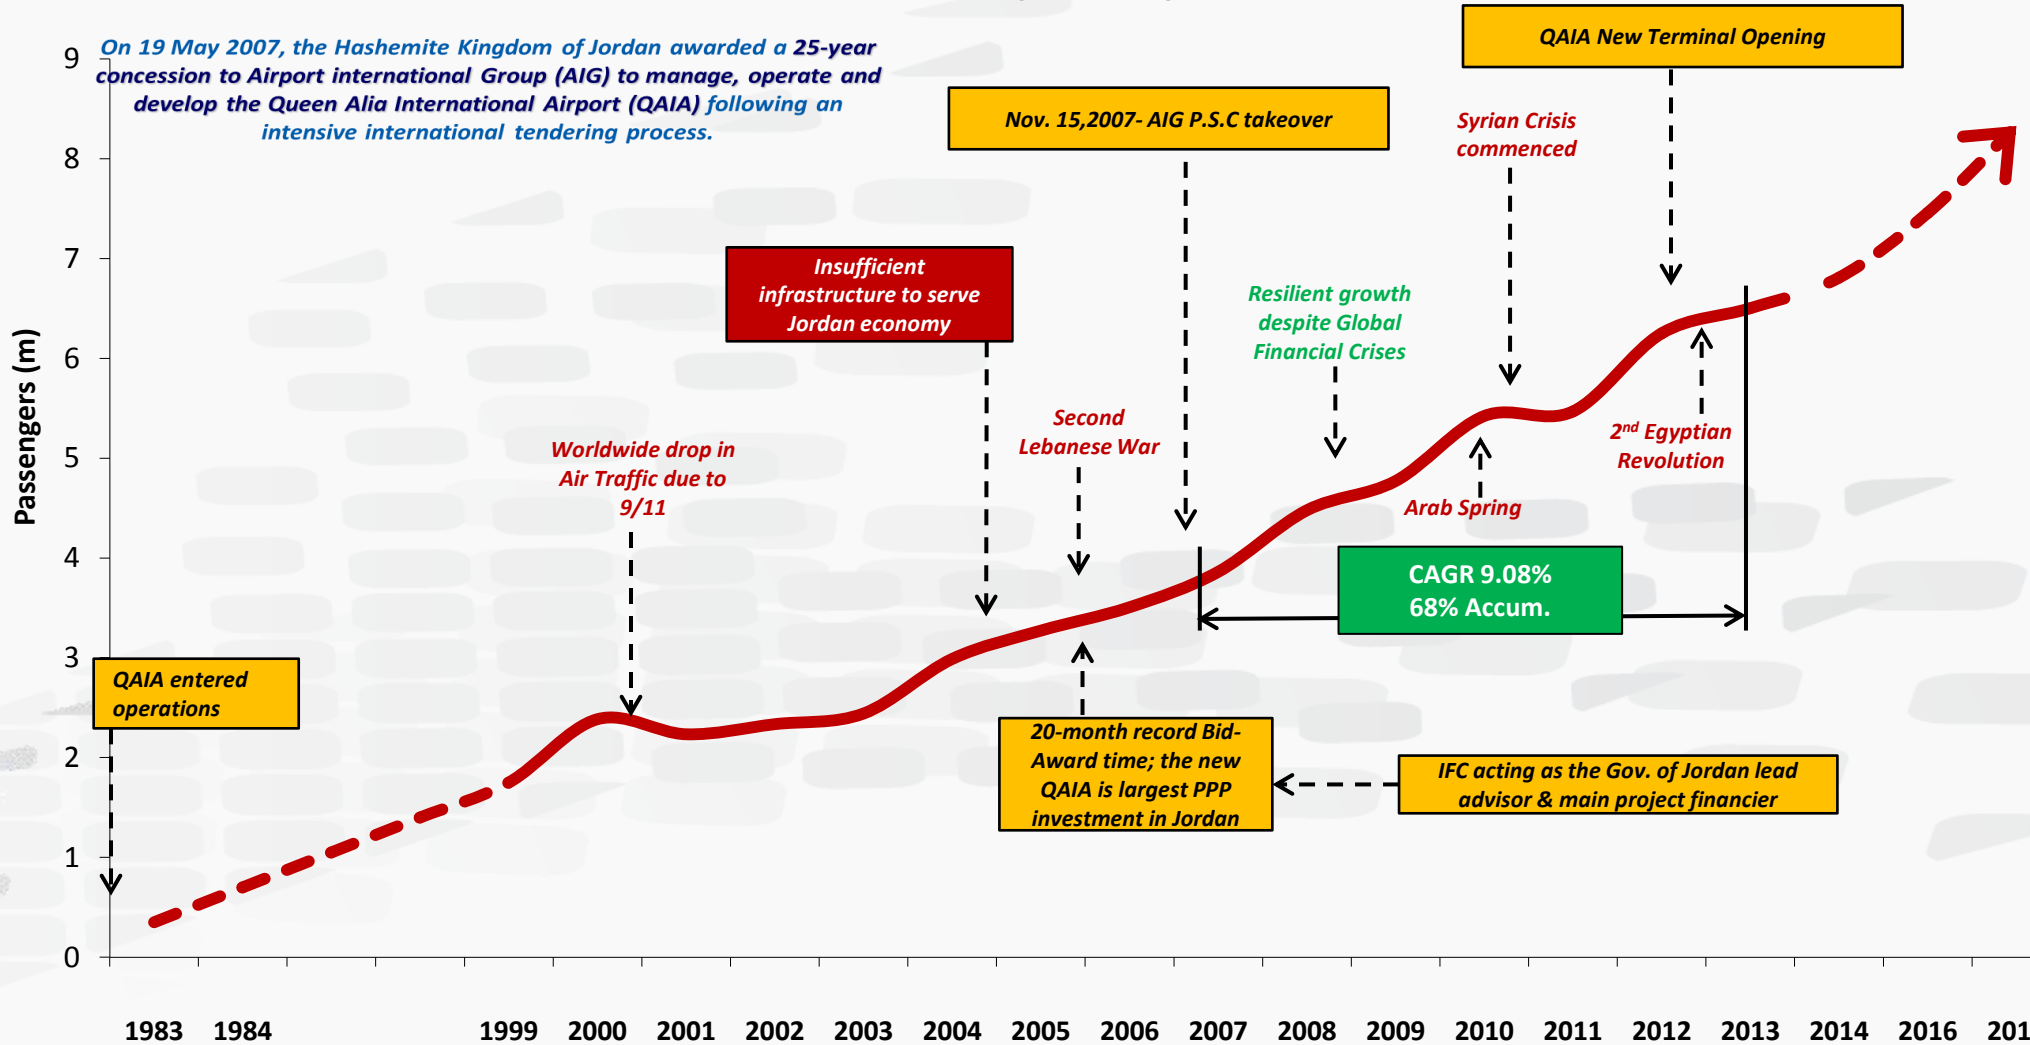 On 19 May 2007, the Hashemite Kingdom of Jordan awarded a 25-year
concession to Airport international Group (AIG) to manage, operate and
develop the Queen Alia International Airport (QAIA) following an
intensive international tendering process.
QAIA New Terminal Opening
Nov. 15,2007- AIG P.S.C takeover
Syrian Crisis
commenced
Insufficient
infrastructure to serve
Jordan economy
Resilient growth
despite Global
Financial Crises
Second
Lebanese War
Worldwide drop in
Air Traffic due to
9/11
2nd Egyptian
Revolution
Arab Spring
CAGR 9.08%
68% Accum.
QAIA entered
operations
20-month record Bid-
Award time; the new
QAIA is largest PPP
investment in Jordan
IFC acting as the Gov. of Jordan lead
advisor & main project financier
Passengers (m)
9
8
7
6
5
4
3
2
1
0
1983 1984 1999 2000 2001 2002 2003 2004 2005 2006 2007 2008 2009 2010 2011 2012 2013 2014 2016